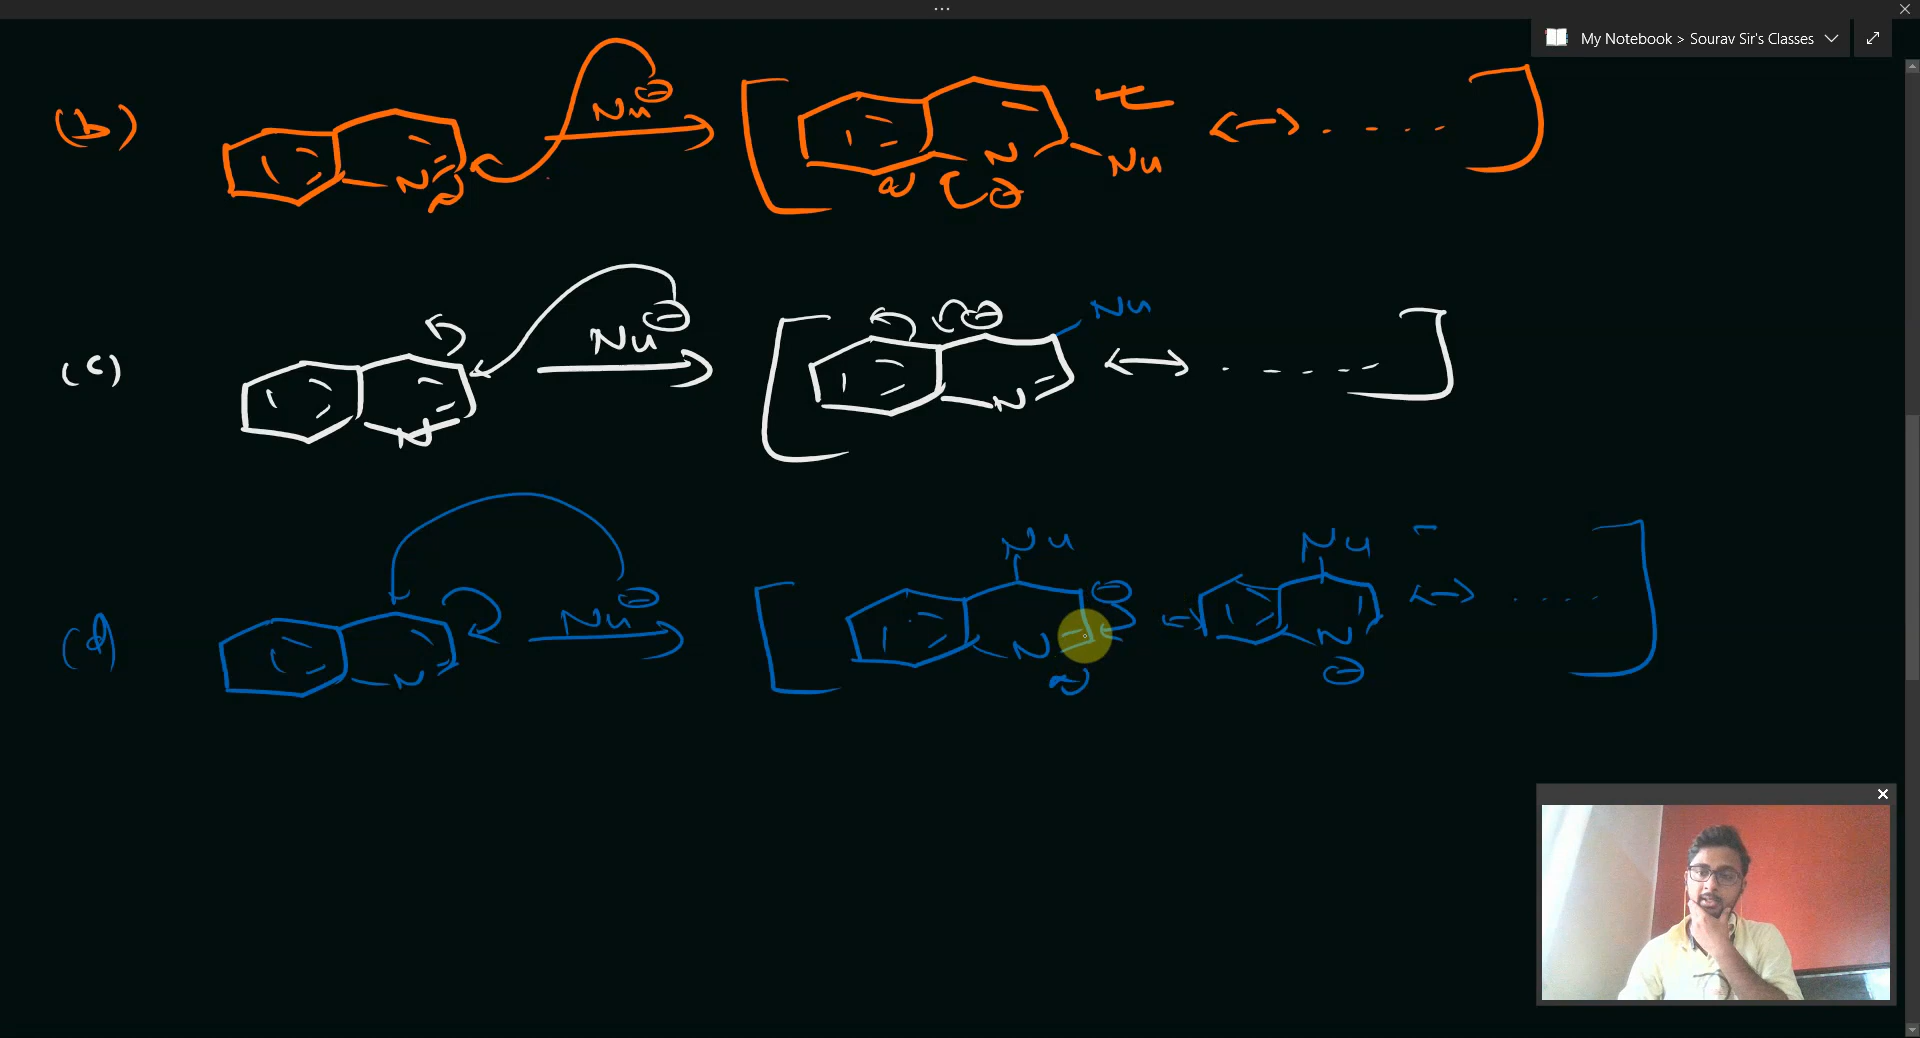 My Notebook > Sourav Sir's Classes
(b) N Nu⊖ N ⊖ Nu ↔ .....
(c) N Nu⊖ ⊖ N Nu ↔ ......
(d) N Nu⊖ Nu ⊖ N ↔ Nu N ⊖ ↔ ....